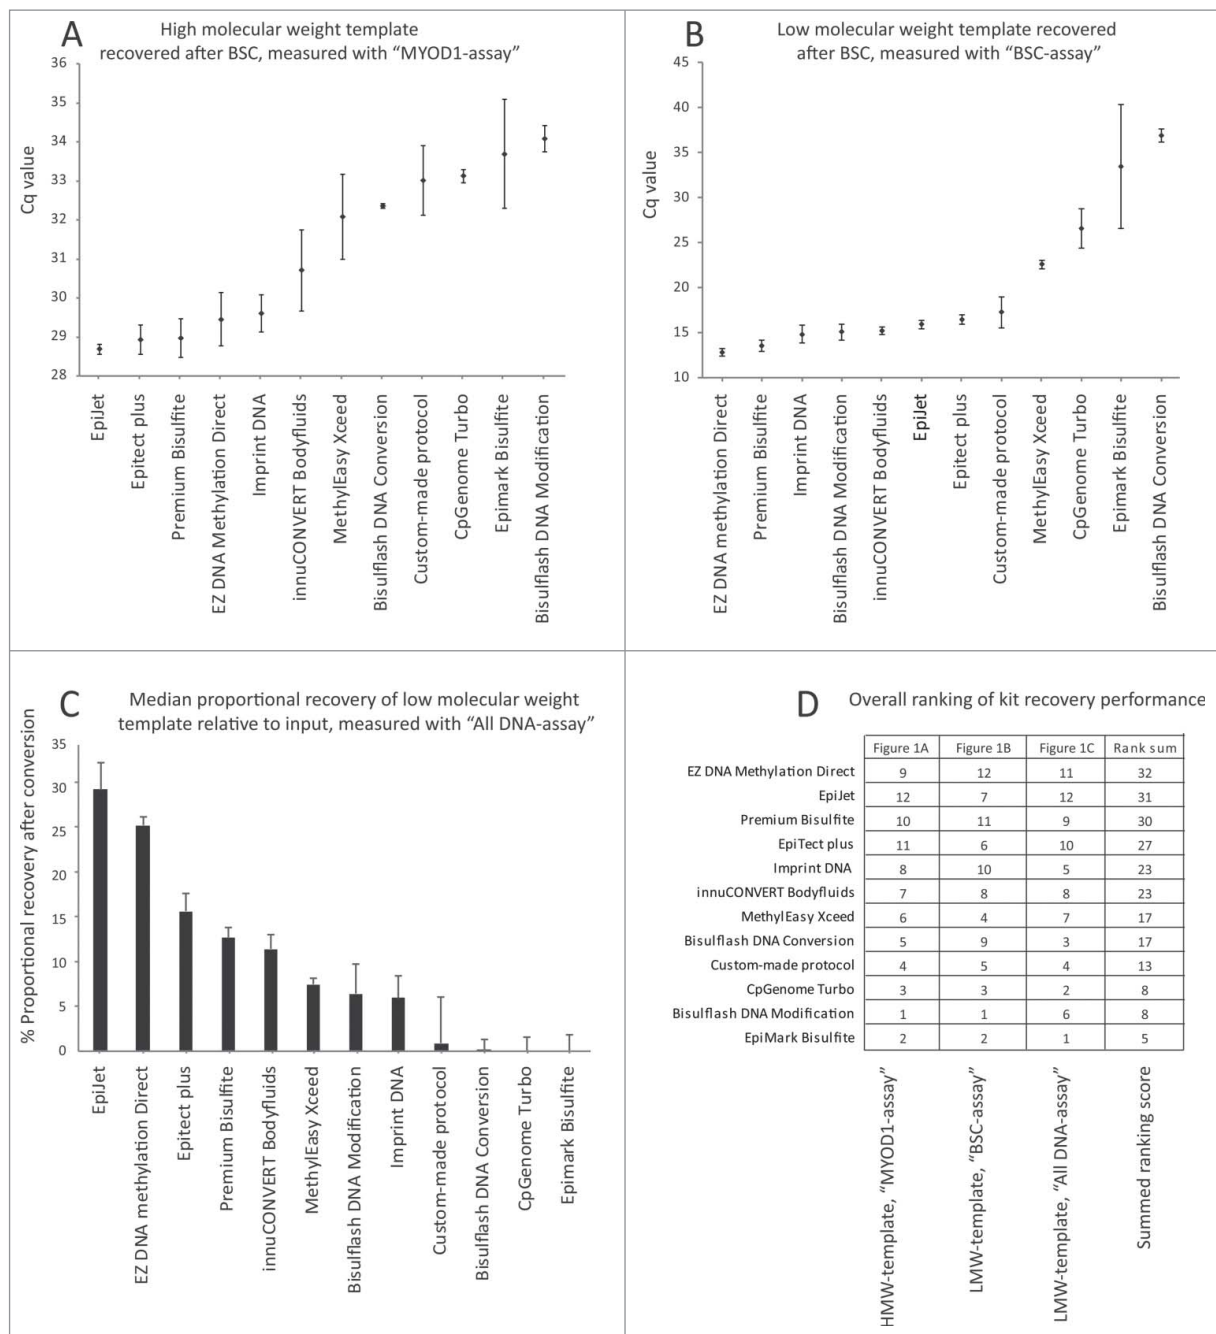 A
High molecular weight template
recovered after BSC, measured with “MYOD1-assay”
36
35
34
33
32
31
30
29
28
Cq value
EpiJet
Epitect plus
Premium Bisulfite
EZ DNA Methylation Direct
Imprint DNA
innuCONVERT Bodyfluids
MethylEasy Xceed
Bisulflash DNA Conversion
Custom-made protocol
CpGenome Turbo
Epimark Bisulfite
Bisulflash DNA Modification
B
Low molecular weight template recovered
after BSC, measured with “BSC-assay”
45
40
35
30
25
20
15
10
Cq value
EZ DNA methylation Direct
Premium Bisulfite
Imprint DNA
Bisulflash DNA Modification
innuCONVERT Bodyfluids
EpiJet
Epitect plus
Custom-made protocol
MethylEasy Xceed
CpGenome Turbo
Epimark Bisulfite
Bisulflash DNA Conversion
C
Median proportional recovery of low molecular weight
template relative to input, measured with “All DNA-assay”
35
30
25
20
15
10
5
0
% Proportional recovery after conversion
EpiJet
EZ DNA methylation Direct
Epitect plus
Premium Bisulfite
innuCONVERT Bodyfluids
MethylEasy Xceed
Bisulflash DNA Modification
Imprint DNA
Custom-made protocol
Bisulflash DNA Conversion
CpGenome Turbo
Epimark Bisulfite
D
Overall ranking of kit recovery performance
Figure 1A Figure 1B Figure 1C Rank sum
EZ DNA Methylation Direct 9 12 11 32
EpiJet 12 7 12 31
Premium Bisulfite 10 11 9 30
EpiTect plus 11 6 10 27
Imprint DNA 8 10 5 23
innuCONVERT Bodyfluids 7 8 8 23
MethylEasy Xceed 6 4 7 17
Bisulflash DNA Conversion 5 9 3 17
Custom-made protocol 4 5 4 13
CpGenome Turbo 3 3 2 8
Bisulflash DNA Modification 1 1 6 8
EpiMark Bisulfite 2 2 1 5
HMW-template, “MYOD1-assay”
LMW-template, “BSC-assay”
LMW-template, “All DNA-assay”
Summed ranking score